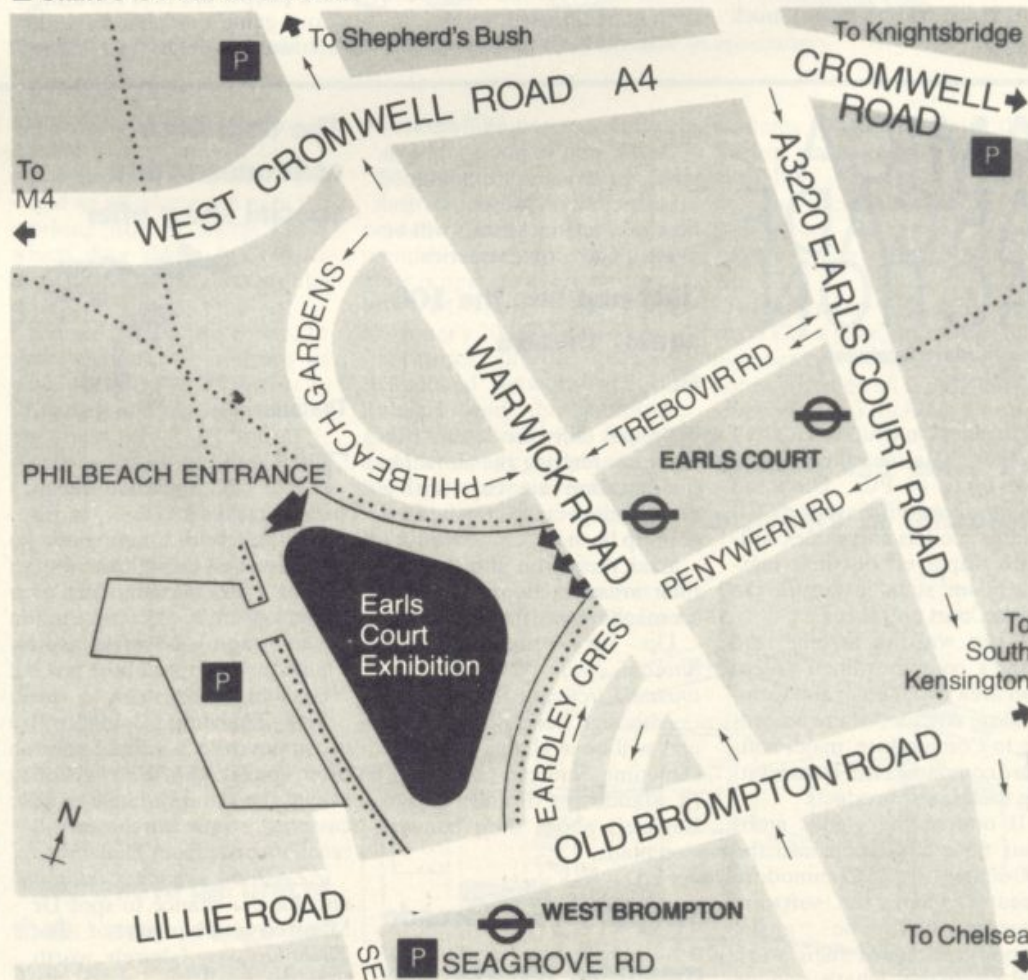 To Shepherd's Bush
To Knightsbridge
P
WEST CROMWELL ROAD A4
CROMWELL
ROAD
P
To
M4
A3220 EARLS COURT ROAD
PHILBEACH GARDENS
WARWICK ROAD
TREBOVIR RD
EARLS COURT
PHILBEACH ENTRANCE
PENYWERN RD
Earls
Court
Exhibition
P
EARDLEY CRES
To
South
Kensington
OLD BROMPTON ROAD
N
LILLIE ROAD
WEST BROMPTON
To Chelsea
P SEAGROVE RD